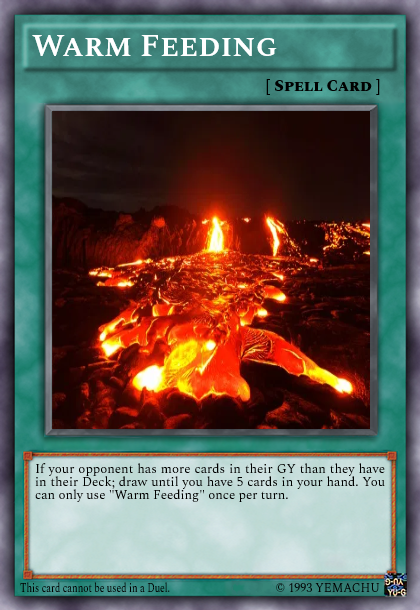 Warm Feeding
[ Spell Card ]
If your opponent has more cards in their GY than they have
in their Deck; draw until you have 5 cards in your hand. You
can only use "Warm Feeding" once per turn.
This card cannot be used in a Duel.
© 1993 YEMACHU